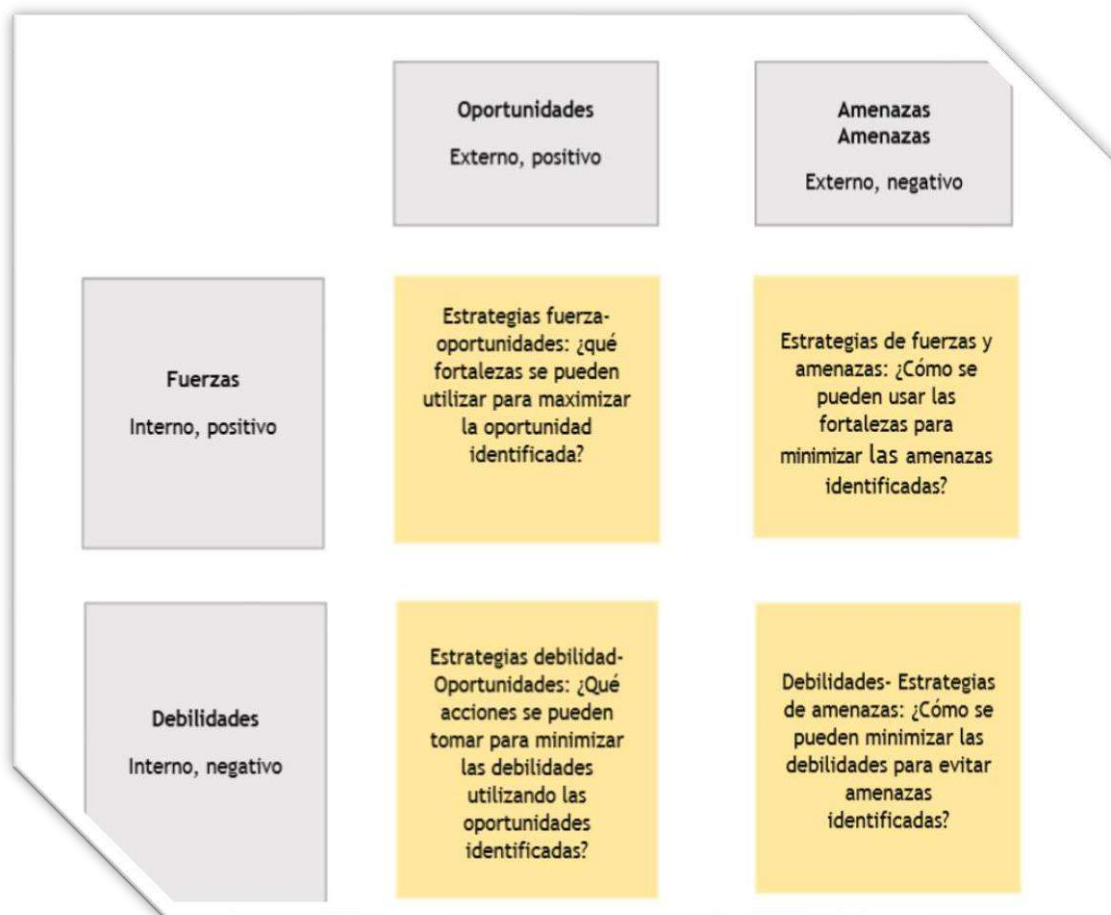 Oportunidades
Externo, positivo
Amenazas
Amenazas
Externo, negativo
Fuerzas
Interno, positivo
Estrategias fuerza-
oportunidades: ¿qué
fortalezas se pueden
utilizar para maximizar
la oportunidad
identificada?
Estrategias de fuerzas y
amenazas: ¿Cómo se
pueden usar las
fortalezas para
minimizar las amenazas
identificadas?
Debilidades
Interno, negativo
Estrategias debilidad-
Oportunidades: ¿Qué
acciones se pueden
tomar para minimizar
las debilidades
utilizando las
oportunidades
identificadas?
Debilidades- Estrategias
de amenazas: ¿Cómo se
pueden minimizar las
debilidades para evitar
amenazas
identificadas?